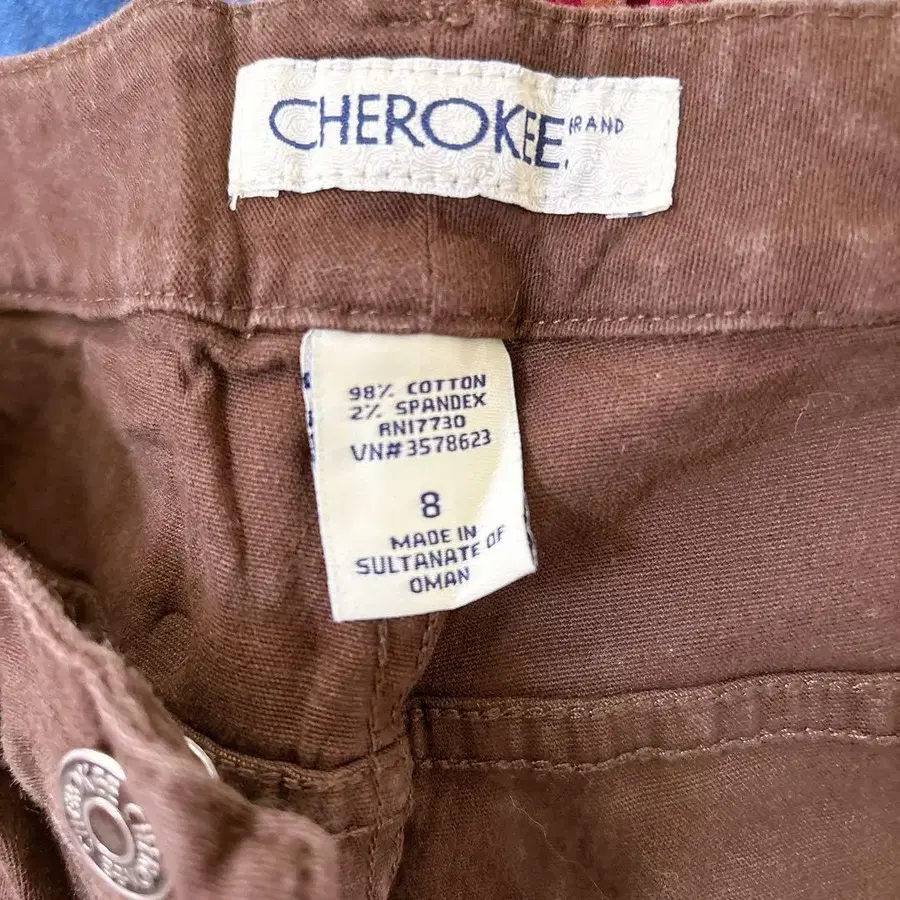 CHEROKEE BRAND
98% COTTON
2% SPANDEX
RN17730
VN#3578623
8
MADE IN
SULTANATE OF
OMAN